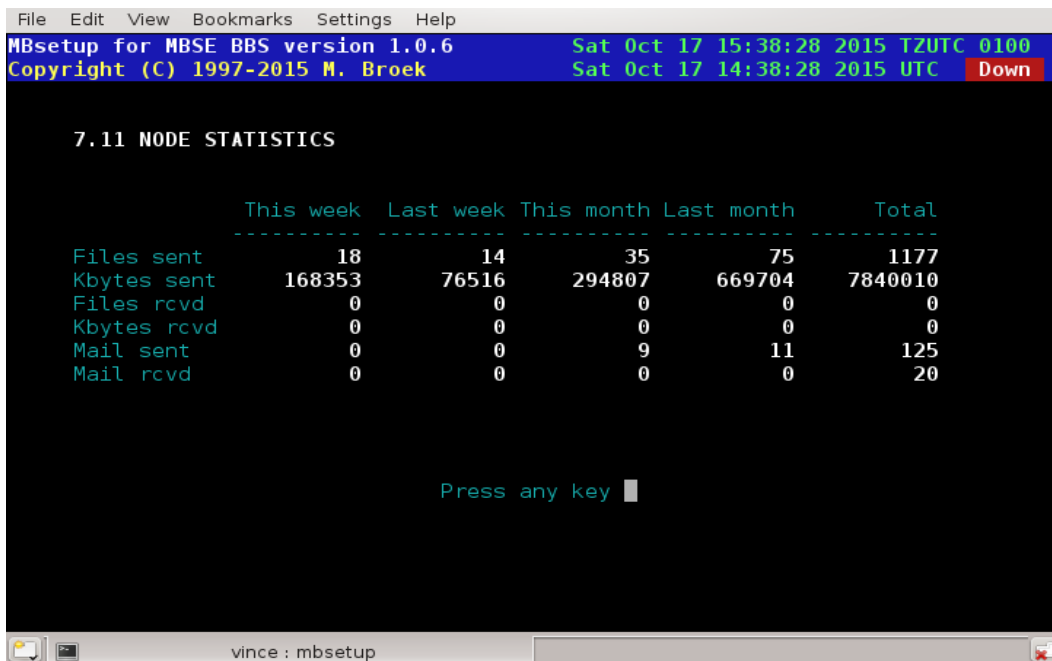 File Edit View Bookmarks Settings Help
MBsetup for MBSE BBS version 1.0.6 Sat Oct 17 15:38:28 2015 TZUTC 0100
Copyright (C) 1997-2015 M. Broek Sat Oct 17 14:38:28 2015 UTC Down
7.11 NODE STATISTICS
This week Last week This month Last month Total
---------- ---------- ---------- ---------- ----------
Files sent 18 14 35 75 1177
Kbytes sent 168353 76516 294807 669704 7840010
Files rcvd 0 0 0 0 0
Kbytes rcvd 0 0 0 0 0
Mail sent 0 0 9 11 125
Mail rcvd 0 0 0 0 20
Press any key
vince : mbsetup